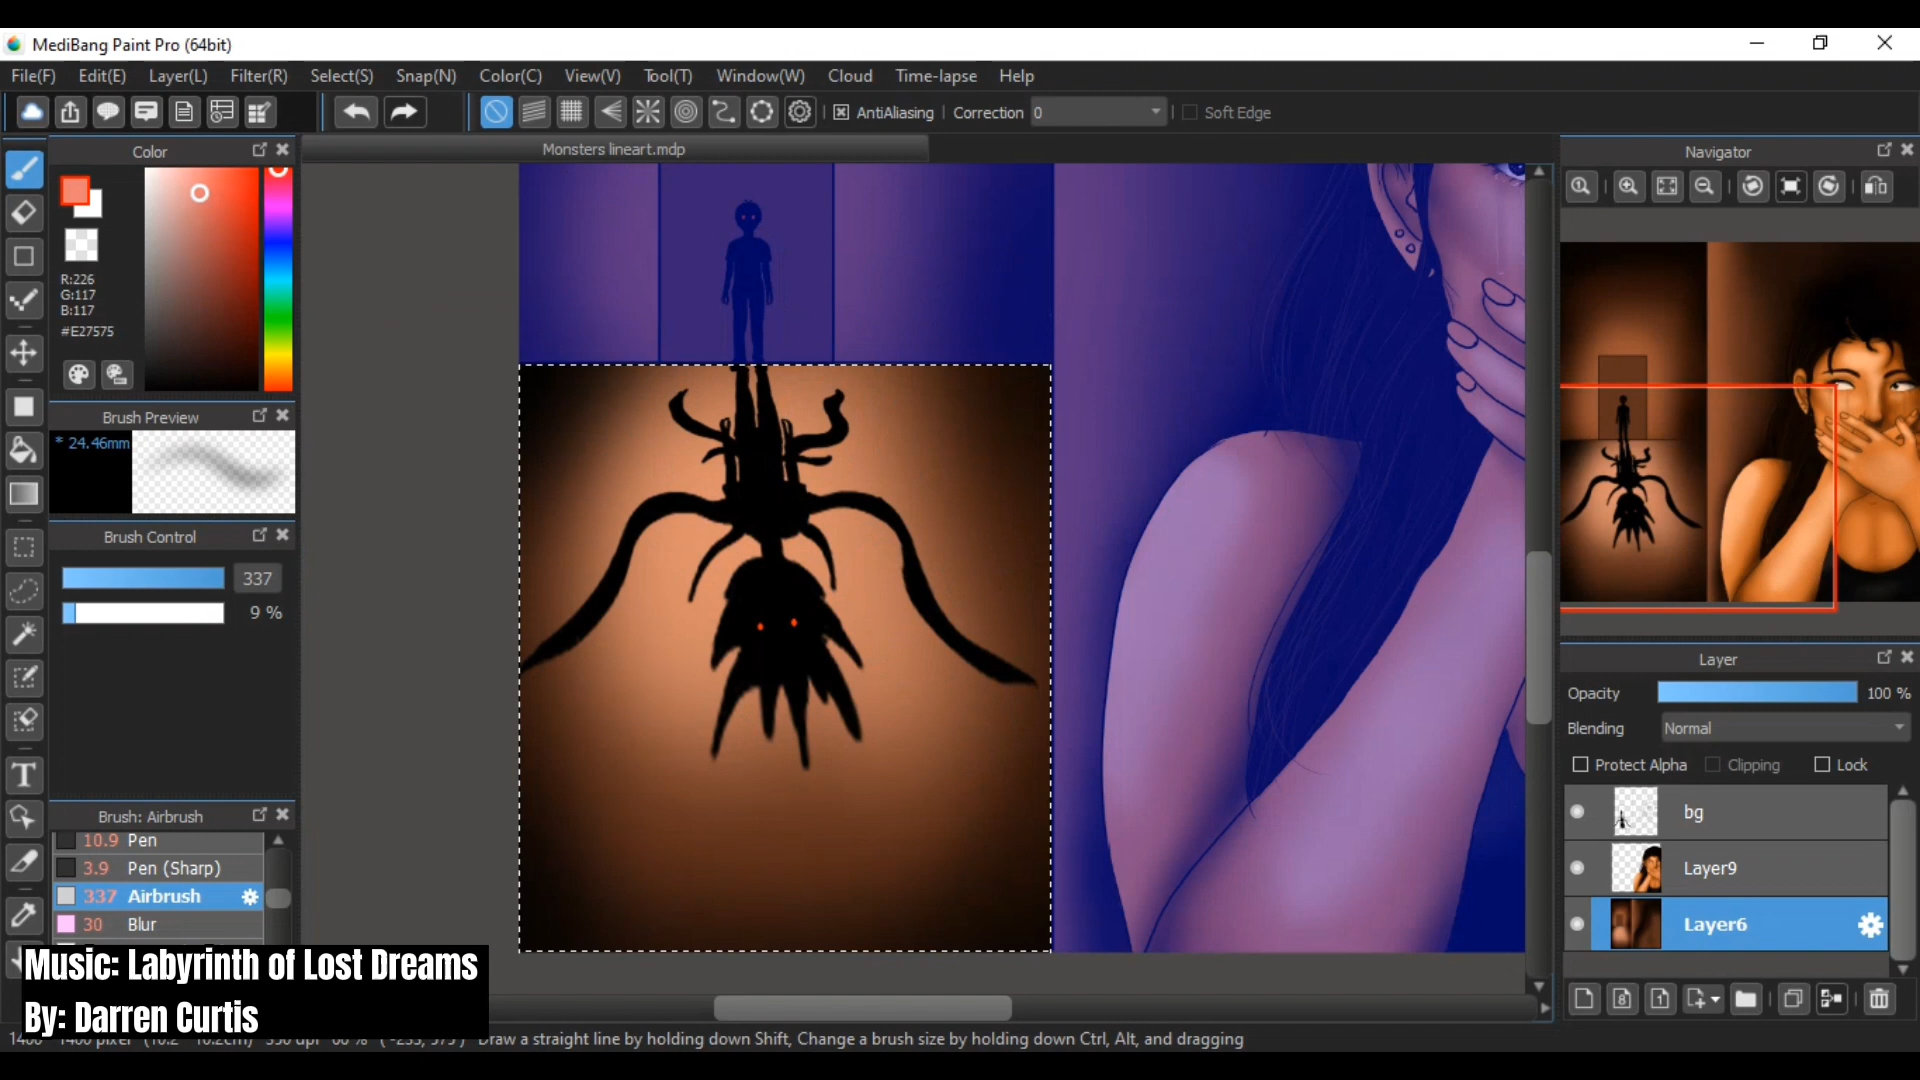 MediBang Paint Pro (64bit)
File(F) Edit(E) Layer(L) Filter(R) Select(S) Snap(N) Color(C) View(V) Tool(T) Window(W) Cloud Time-lapse Help
AntiAliasing Correction 0 Soft Edge
Color
Monsters lineart.mdp
Navigator
R:226
G:117
B:117
#E27575
Brush Preview
* 24.46mm
Brush Control
337
9 %
Brush: Airbrush
10.9 Pen
3.9 Pen (Sharp)
337 Airbrush
30 Blur
Layer
Opacity 100 %
Blending Normal
Protect Alpha Clipping Lock
bg
Layer9
Layer6
Music: Labyrinth of Lost Dreams
By: Darren Curtis
Draw a straight line by holding down Shift, Change a brush size by holding down Ctrl, Alt, and dragging